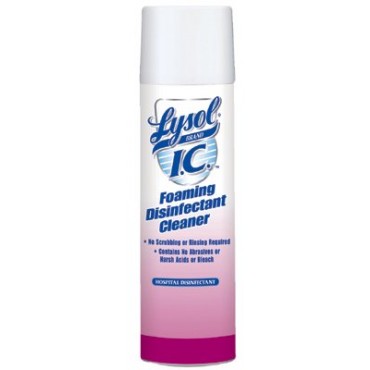 Lysol
BRAND
I.C.
Foaming
Disinfectant
Cleaner
• No Scrubbing or Rinsing Required
• Contains No Abrasives or
Harsh Acids or Bleach
HOSPITAL DISINFECTANT